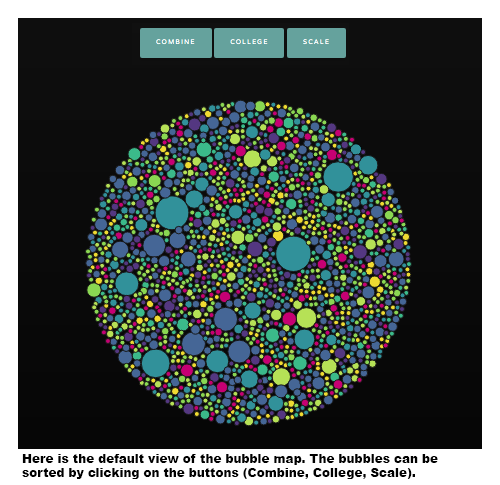 COMBINE COLLEGE SCALE
Here is the default view of the bubble map. The bubbles can be
sorted by clicking on the buttons (Combine, College, Scale).